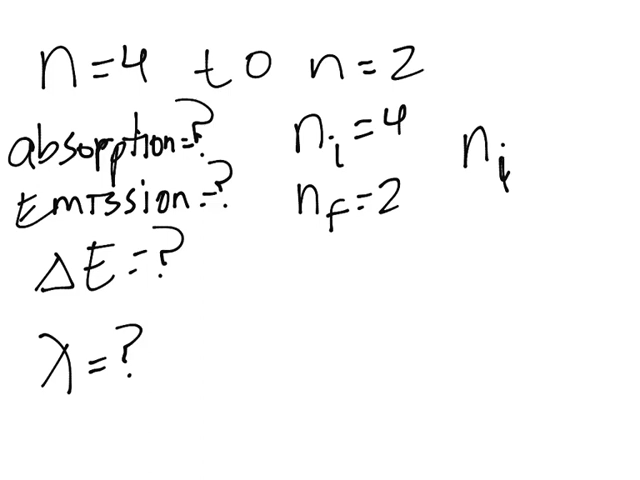 n = 4 to n = 2
absorption = ?
n_i = 4
n_i
Emission = ?
n_f = 2
ΔE = ?
λ = ?